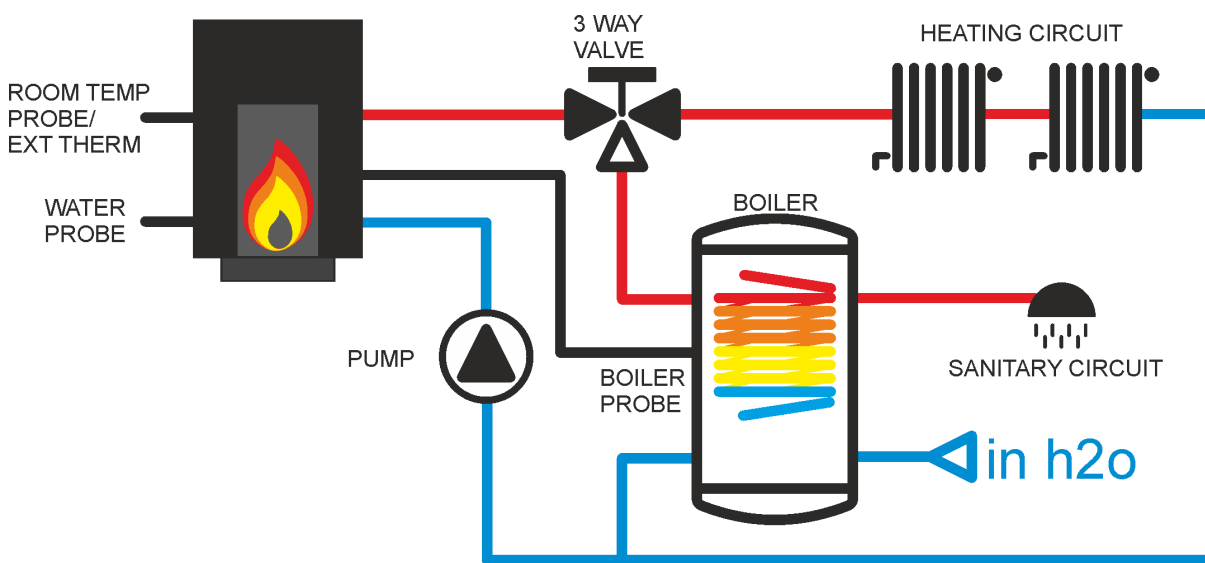 3 WAY
VALVE
HEATING CIRCUIT
ROOM TEMP
PROBE/
EXT THERM
WATER
PROBE
BOILER
PUMP
BOILER
PROBE
SANITARY CIRCUIT
in h2o